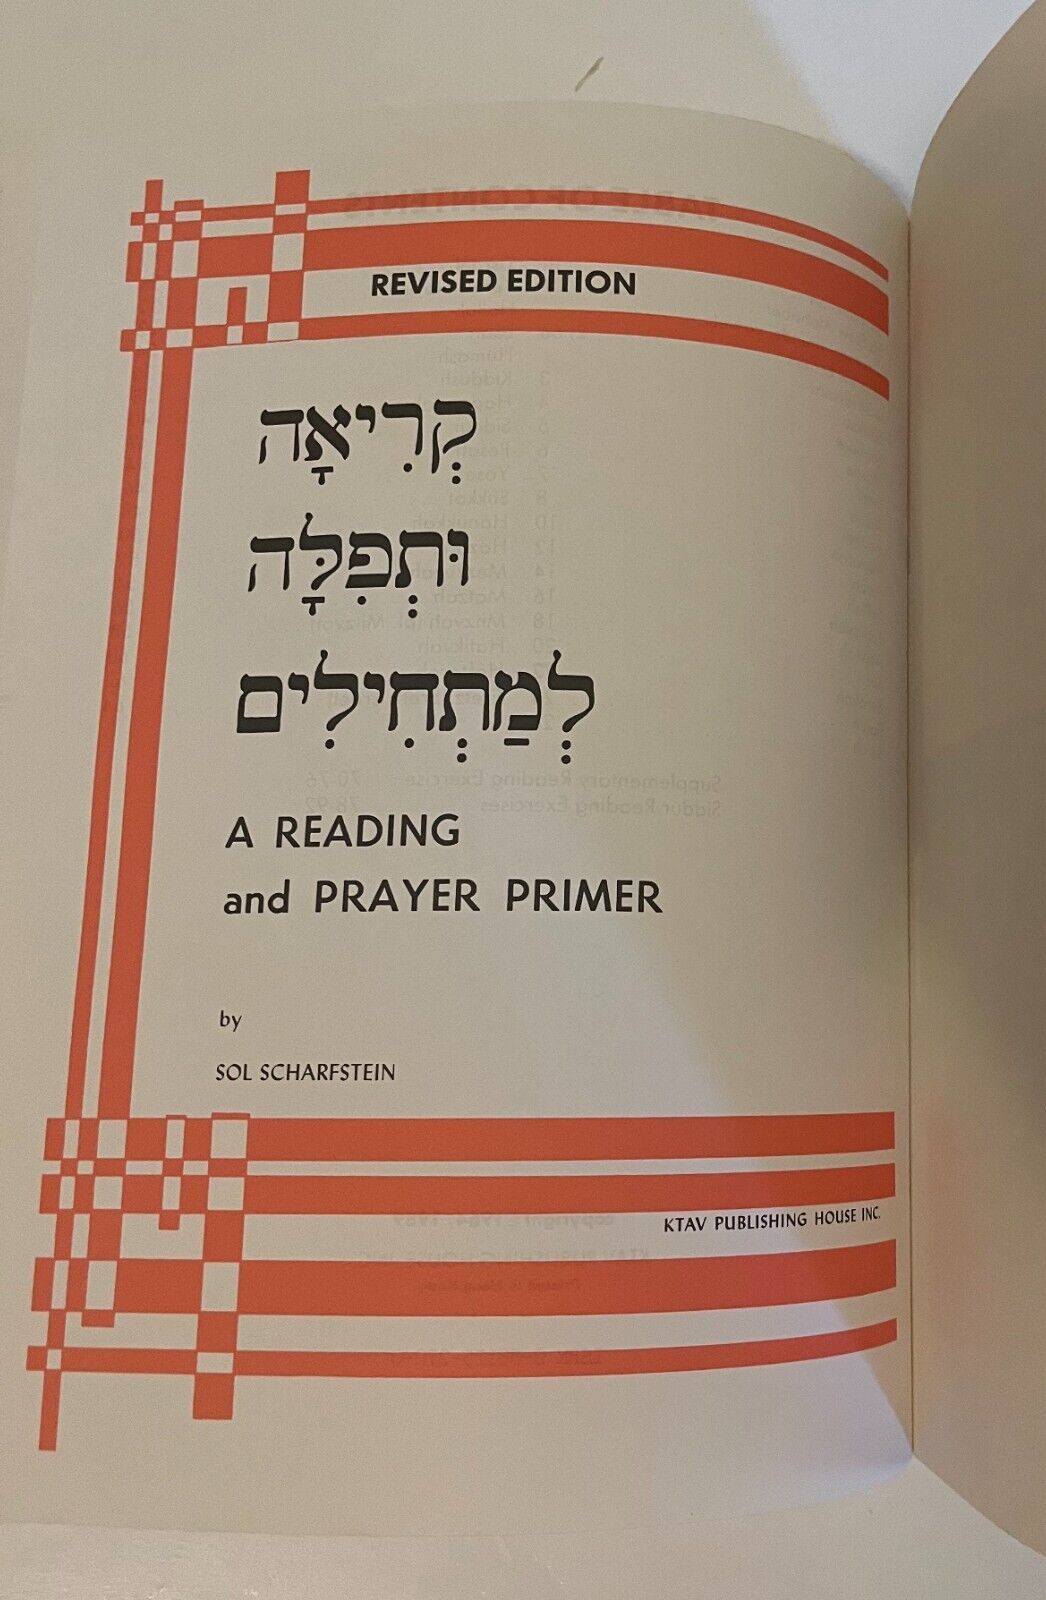 REVISED EDITION
קְרִיאָה
וּתְפִלָּה
לְמַתְחִילִים
A READING
and PRAYER PRIMER
by
SOL SCHARFSTEIN
KTAV PUBLISHING HOUSE INC.